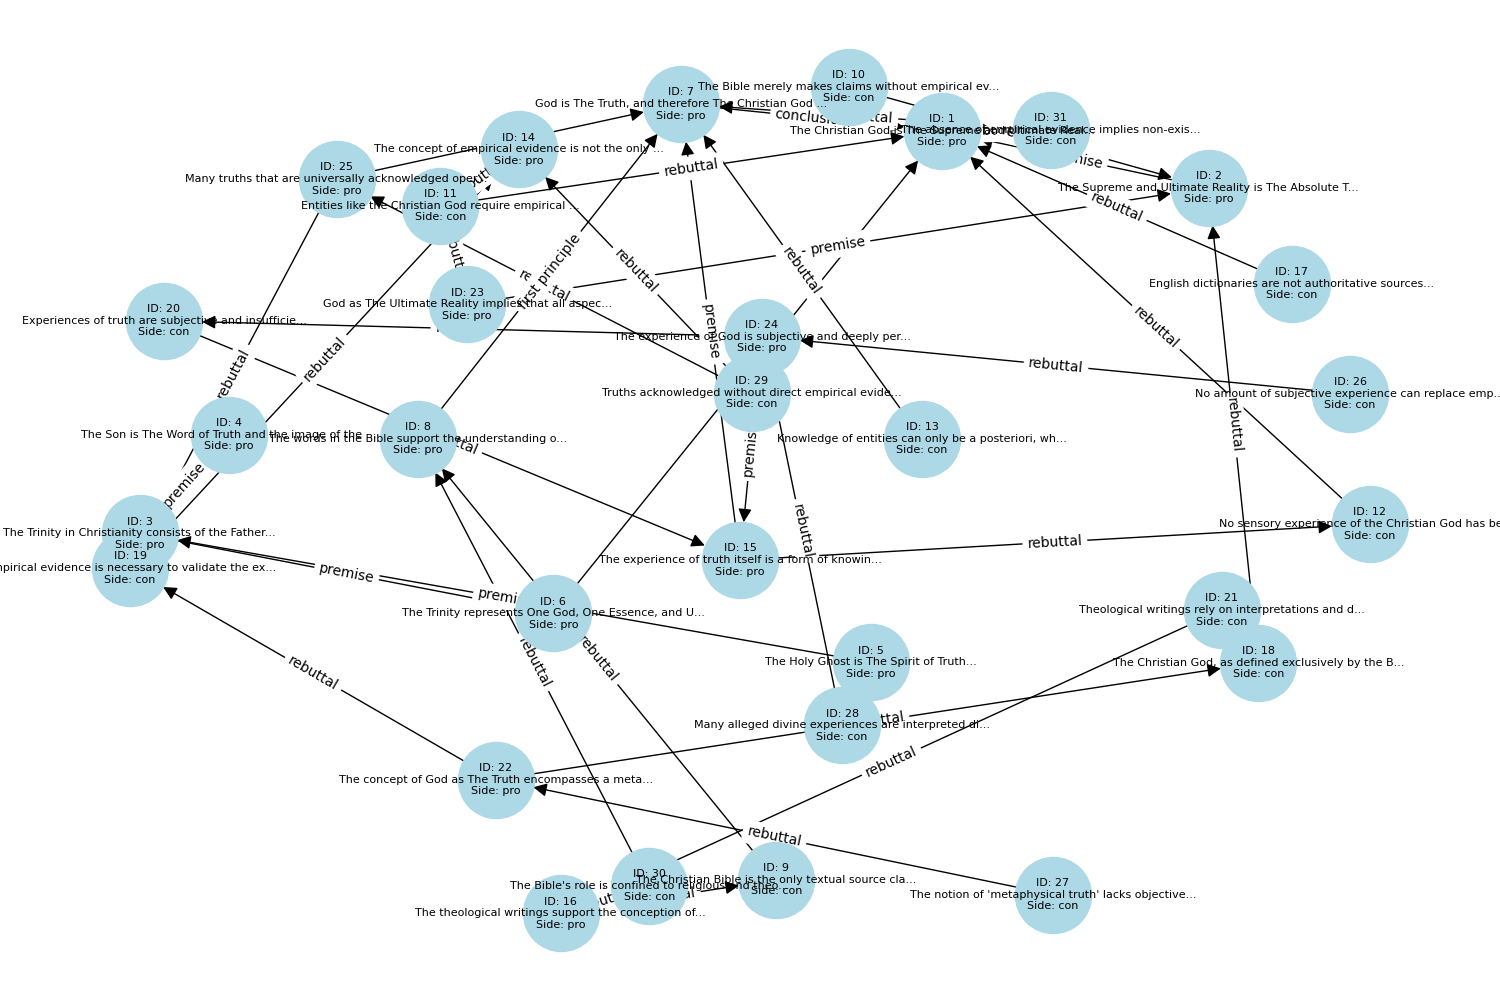 ID: 10
The Bible merely makes claims without empirical ev...
Side: con
ID: 7
God is The Truth, and therefore The Christian God ...
Side: pro
ID: 1
The Christian God is The Supreme
Side: pro
ID: 31
The absence of empirical evidence implies non-exis...
Side: con
ID: 14
The concept of empirical evidence is not the only ...
Side: pro
ID: 25
Many truths that are universally acknowledged oper...
Side: pro
ID: 11
Entities like the Christian God require empirical ...
Side: con
ID: 2
The Supreme and Ultimate Reality is The Absolute T...
Side: pro
rebuttal
rebuttal
premise
ID: 17
English dictionaries are not authoritative sources...
Side: con
ID: 23
God as The Ultimate Reality implies that all aspec...
Side: pro
first principle
rebuttal
rebuttal
ID: 20
Experiences of truth are subjective and insufficie...
Side: con
ID: 24
The experience of God is subjective and deeply per...
Side: pro
rebuttal
premise
rebuttal
rebuttal
rebuttal
ID: 29
Truths acknowledged without direct empirical evide...
Side: con
rebuttal
ID: 26
No amount of subjective experience can replace emp...
Side: con
ID: 4
The Son is The Word of Truth and the image of the
Side: pro
ID: 8
The words in the Bible support the understanding o...
Side: pro
ID: 13
Knowledge of entities can only be a posteriori, wh...
Side: con
rebuttal
premise
premise
ID: 3
The Trinity in Christianity consists of the Father...
Side: pro
ID: 12
No sensory experience of the Christian God has be
Side: con
rebuttal
rebuttal
ID: 19
empirical evidence is necessary to validate the ex...
Side: con
ID: 15
The experience of truth itself is a form of knowin...
Side: pro
premise
ID: 6
The Trinity represents One God, One Essence, and U...
Side: pro
ID: 21
Theological writings rely on interpretations and d...
Side: con
ID: 5
The Holy Ghost is The Spirit of Truth...
Side: pro
ID: 18
The Christian God, as defined exclusively by the B...
Side: con
rebuttal
rebuttal
rebuttal
ID: 28
Many alleged divine experiences are interpreted di...
Side: con
ID: 22
The concept of God as The Truth encompasses a meta...
Side: pro
rebuttal
rebuttal
ID: 30
The Bible's role is confined to religious and theo
Side: con
ID: 9
The Christian Bible is the only textual source cla...
Side: con
ID: 27
The notion of 'metaphysical truth' lacks objective...
Side: con
ID: 16
The theological writings support the conception of...
Side: pro